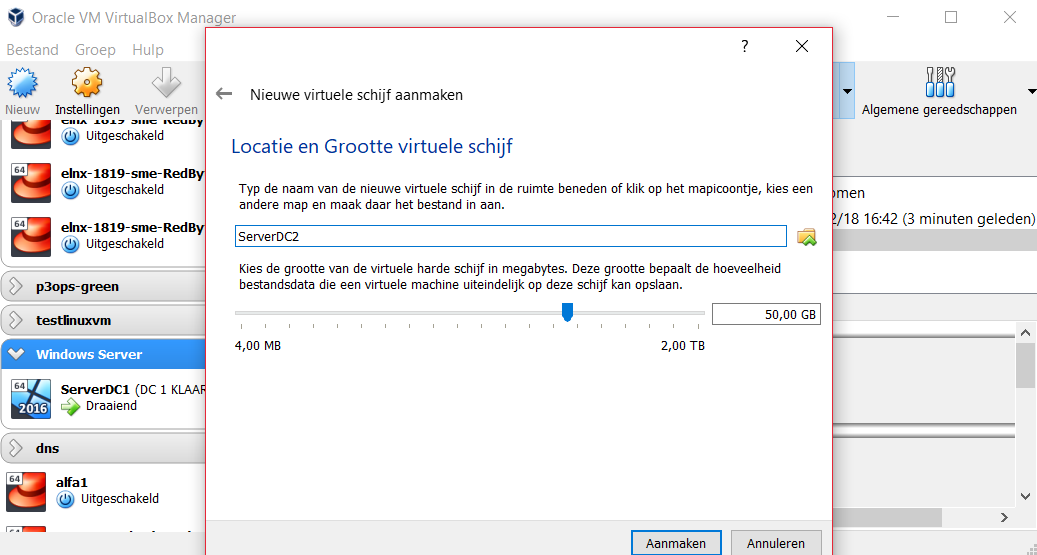 Oracle VM VirtualBox Manager
Bestand Groep Hulp
Nieuw Instellingen Verwerpen
Algemene gereedschappen
elnx-1819-sme-RedBy
Uitgeschakeld
64
elnx-1819-sme-RedBy
Uitgeschakeld
64
elnx-1819-sme-RedBy
Uitgeschakeld
p3ops-green
testlinuxvm
Windows Server
64
2016
ServerDC1 (DC 1 KLAAR
Draaiend
dns
64
alfa1
Uitgeschakeld
64
?
Nieuwe virtuele schijf aanmaken
Locatie en Grootte virtuele schijf
Typ de naam van de nieuwe virtuele schijf in de ruimte beneden of klik op het mapicoontje, kies een
andere map en maak daar het bestand in aan.
ServerDC2
Kies de grootte van de virtuele harde schijf in megabytes. Deze grootte bepaalt de hoeveelheid
bestandsdata die een virtuele machine uiteindelijk op deze schijf kan opslaan.
50,00 GB
4,00 MB 2,00 TB
Aanmaken Annuleren
omen
2/18 16:42 (3 minuten geleden)